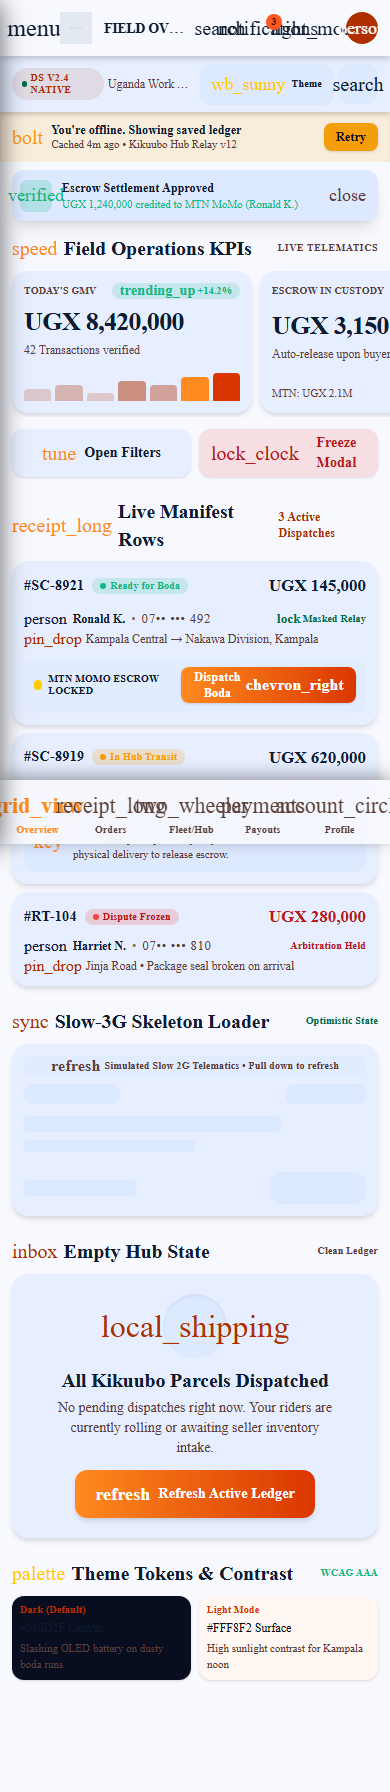 menu
FIELD OV...
3
DS V2.4 NATIVE
Uganda Work ...
wb_sunny Theme
search
bolt
You're offline. Showing saved ledger
Cached 4m ago • Kikuubo Hub Relay v12
Retry
verified
Escrow Settlement Approved
UGX 1,240,000 credited to MTN MoMo (Ronald K.)
close
speed Field Operations KPIs
LIVE TELEMATICS
TODAY'S GMV
trending_up +14.2%
UGX 8,420,000
42 Transactions verified
ESCROW IN CUSTODY
UGX 3,150
Auto-release upon buyer
MTN: UGX 2.1M
tune Open Filters
lock_clock Freeze Modal
receipt_long Live Manifest Rows
3 Active Dispatches
#SC-8921
Ready for Boda
UGX 145,000
person Ronald K. • 07•• ••• 492
lock Masked Relay
pin_drop Kampala Central → Nakawa Division, Kampala
MTN MOMO ESCROW LOCKED
Dispatch Boda chevron_right
#SC-8919
In Hub Transit
UGX 620,000
Overview
Orders
Fleet/Hub
Payouts
Profile
physical delivery to release escrow.
#RT-104
Dispute Frozen
UGX 280,000
person Harriet N. • 07•• ••• 810
Arbitration Held
pin_drop Jinja Road • Package seal broken on arrival
sync Slow-3G Skeleton Loader
Optimistic State
refresh Simulated Slow 2G Telematics • Pull down to refresh
inbox Empty Hub State
Clean Ledger
local_shipping
All Kikuubo Parcels Dispatched
No pending dispatches right now. Your riders are
currently rolling or awaiting seller inventory
intake.
refresh Refresh Active Ledger
palette Theme Tokens & Contrast
WCAG AAA
Dark (Default)
Slashing OLED battery on dusty
boda runs
Light Mode
#FFF8F2 Surface
High sunlight contrast for Kampala
noon